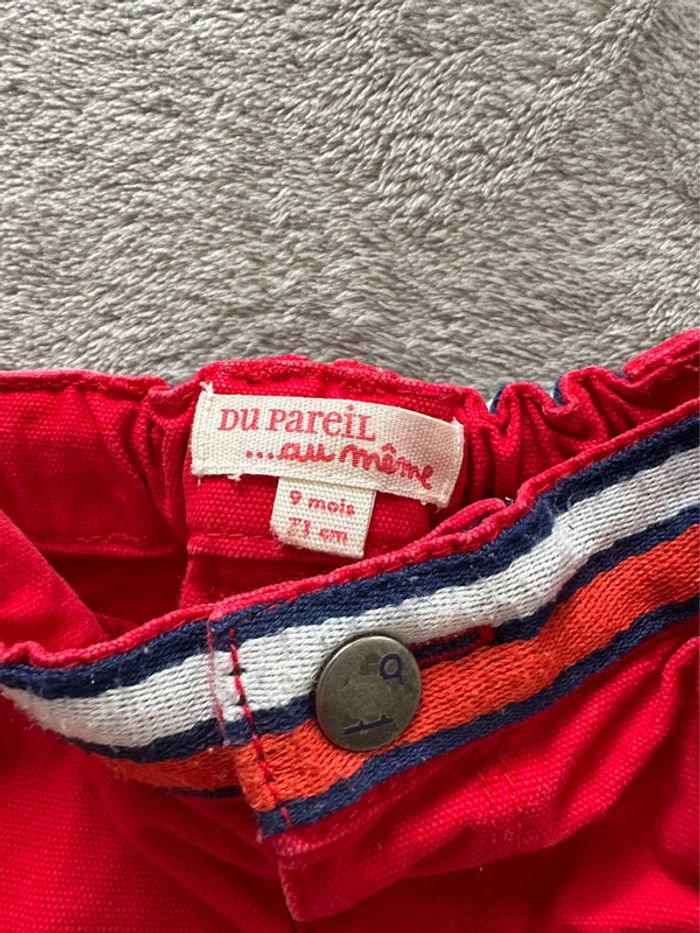 DU PAREIL
...au même
9 mois
71 cm